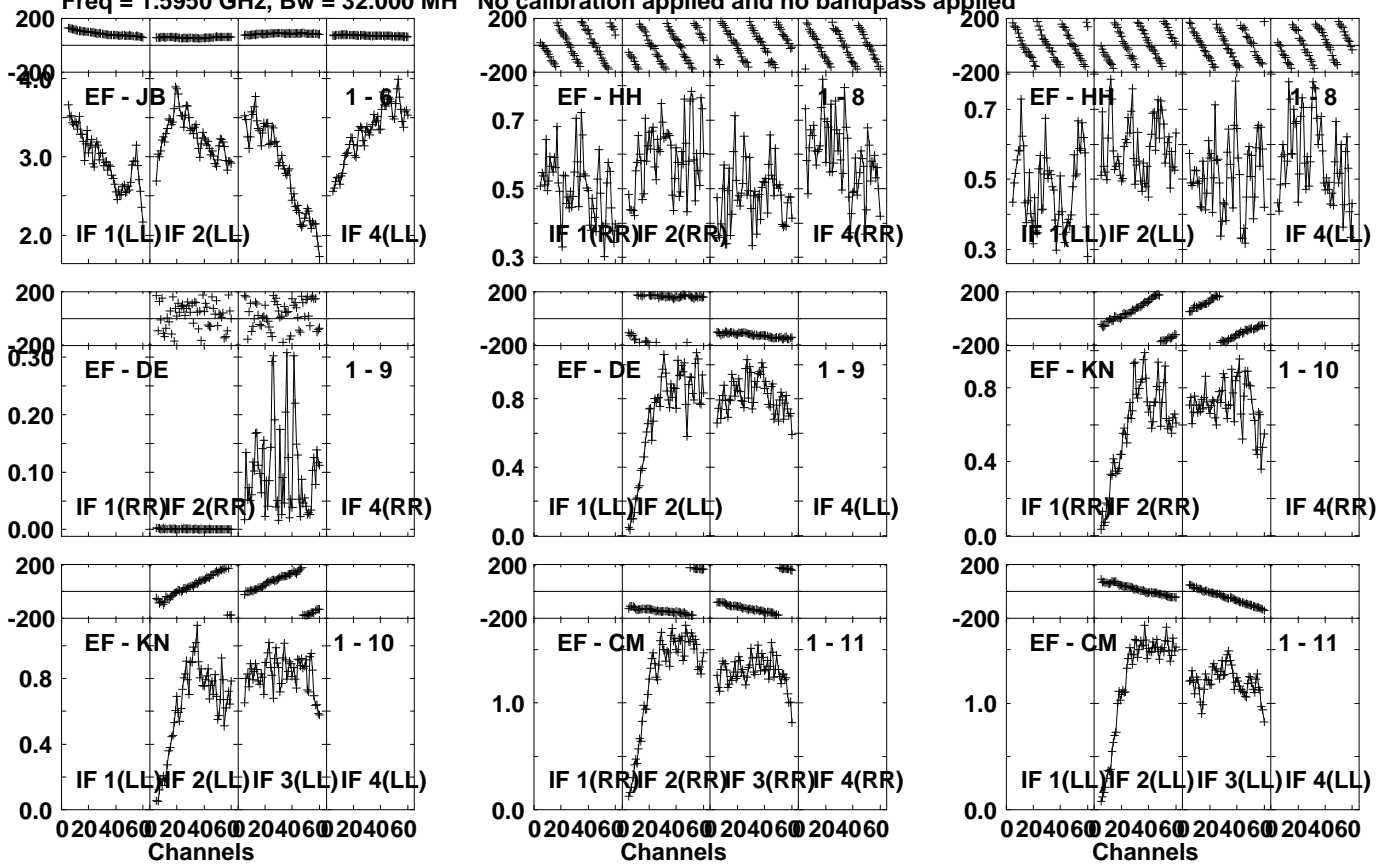 Freq = 1.5950 GHz, Bw = 32.000 MH No calibration applied and no bandpass applied
200
-200
4.0
3.0
2.0
EF - JB
1 - 6
IF 1(LL)
IF 2(LL)
IF 4(LL)
200
-200
0.7
0.5
0.3
EF - HH
1 - 8
IF 1(RR)
IF 2(RR)
IF 4(RR)
200
-200
0.7
0.5
0.3
EF - HH
1 - 8
IF 1(LL)
IF 2(LL)
IF 4(LL)
200
-200
0.30
0.20
0.10
0.00
EF - DE
1 - 9
IF 1(RR)
IF 2(RR)
IF 4(RR)
200
-200
0.8
0.4
0.0
EF - DE
1 - 9
IF 1(LL)
IF 2(LL)
IF 4(LL)
200
-200
0.8
0.4
0.0
EF - KN
1 - 10
IF 1(RR)
IF 2(RR)
IF 4(RR)
200
-200
0.8
0.4
0.0
EF - KN
1 - 10
IF 1(LL)
IF 2(LL)
IF 3(LL)
IF 4(LL)
0 20 40 60 0 20 40 60 0 20 40 60 0 20 40 60
Channels
200
-200
1.0
0.0
EF - CM
1 - 11
IF 1(RR)
IF 2(RR)
IF 3(RR)
IF 4(RR)
0 20 40 60 0 20 40 60 0 20 40 60 0 20 40 60
Channels
200
-200
1.0
0.0
EF - CM
1 - 11
IF 1(LL)
IF 2(LL)
IF 3(LL)
IF 4(LL)
0 20 40 60 0 20 40 60 0 20 40 60 0 20 40 60
Channels